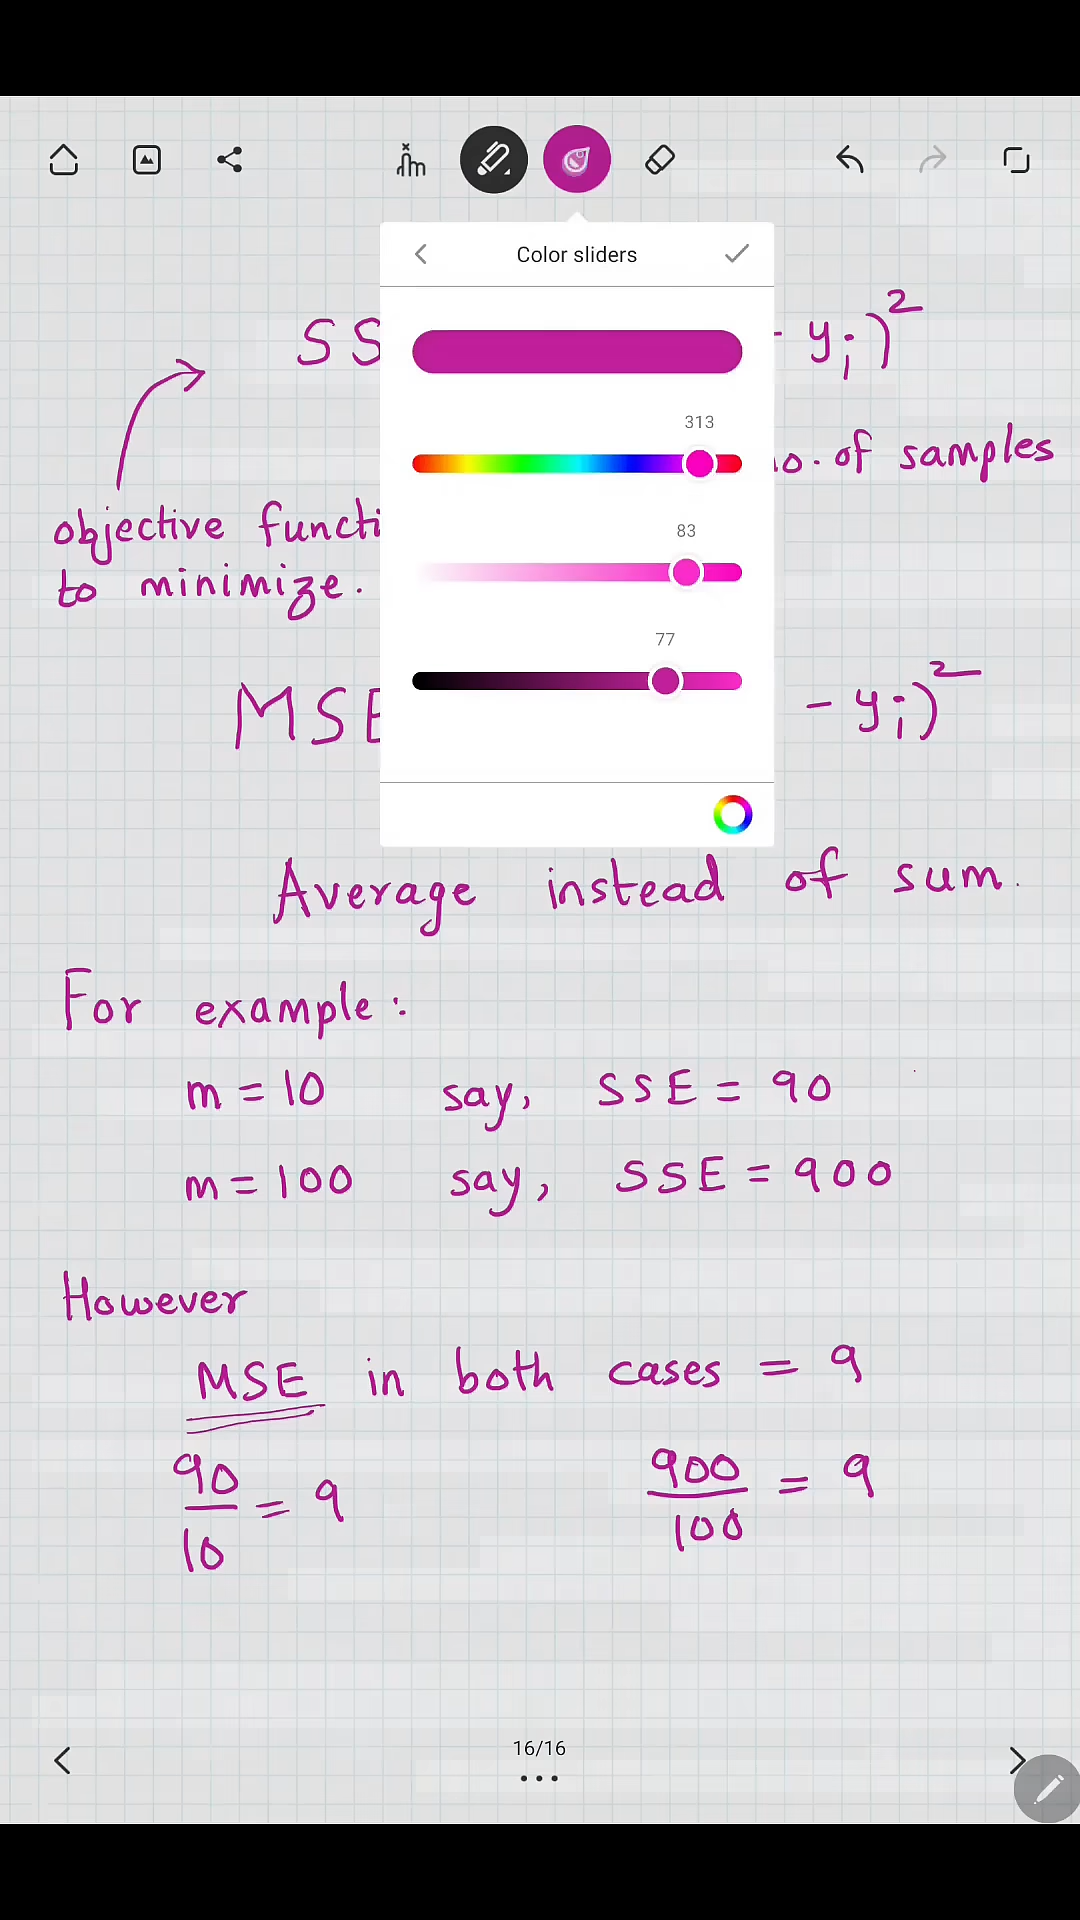 Color sliders
SS - yi)²
313
no. of samples
83
objective functi
to minimize.
77
MSE - yi)²
Average instead of sum.
For example:
m = 10 say, SSE = 90
m = 100 say, SSE = 900
However
MSE in both cases = 9
90/10 = 9 900/100 = 9
16/16